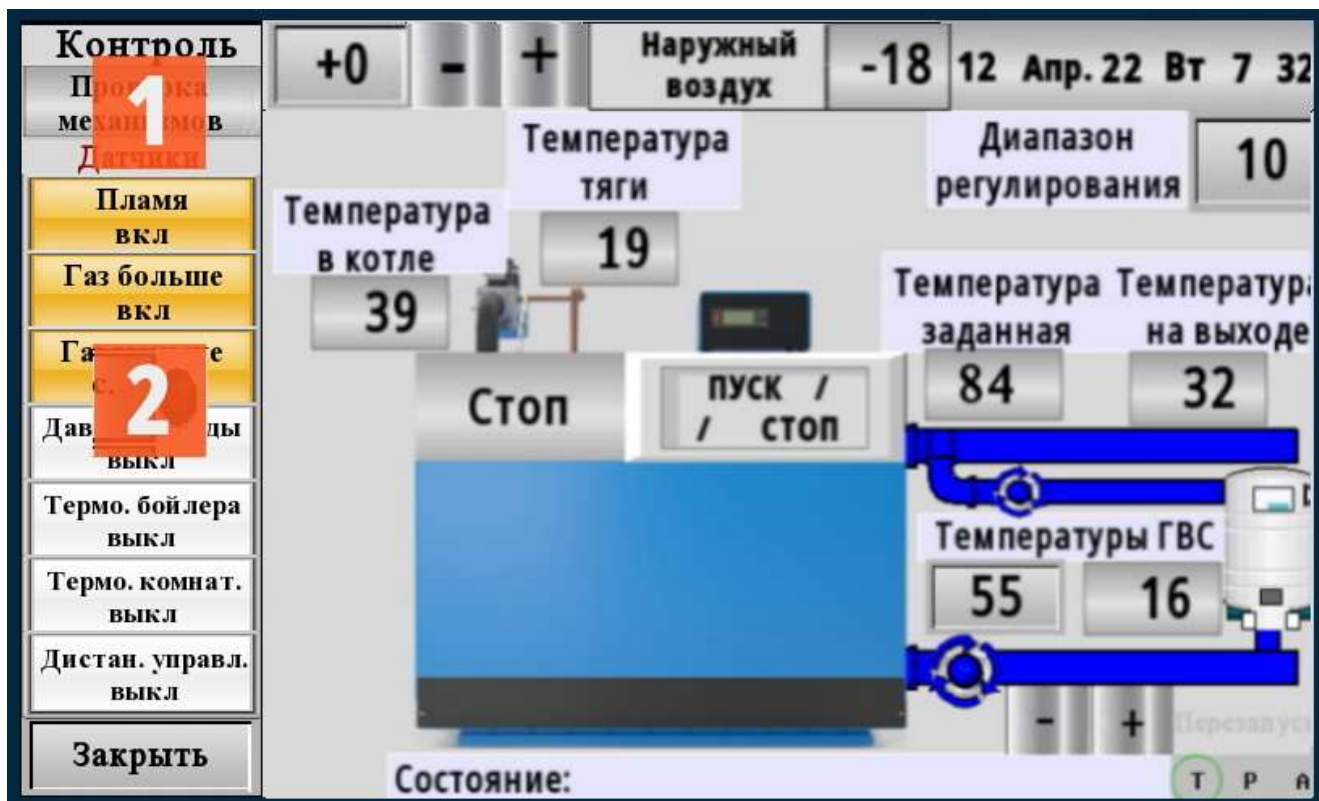 Контроль
1
Датчики
Пламя
вкл
Газ больше
вкл
2
выкл
Термо. бойлера
выкл
Термо. комнат.
выкл
Дистан. управл.
выкл
Закрыть
+0 - + Наружный
воздух
-18 12 Апр. 22 Вт 7 32
Температура
тяги
19
Диапазон
регулирования
10
Температура
в котле
39
Температура
заданная
84
на выходе
32
Стоп
ПУСК /
/ СТОП
Температуры ГВС
55 16
- +
Состояние:
Т Р А